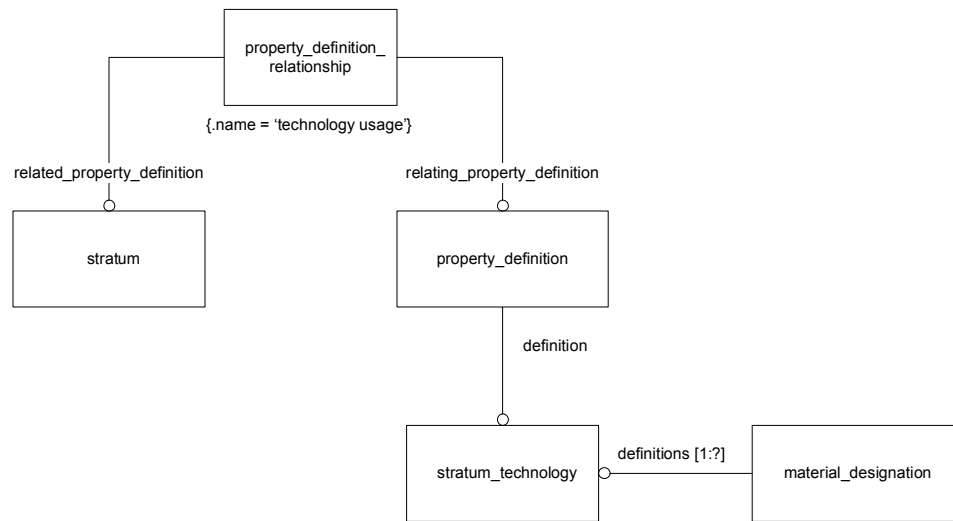 property_definition_
relationship
{.name = ‘technology usage’}
related_property_definition
relating_property_definition
stratum
property_definition
definition
stratum_technology
definitions [1:?]
material_designation